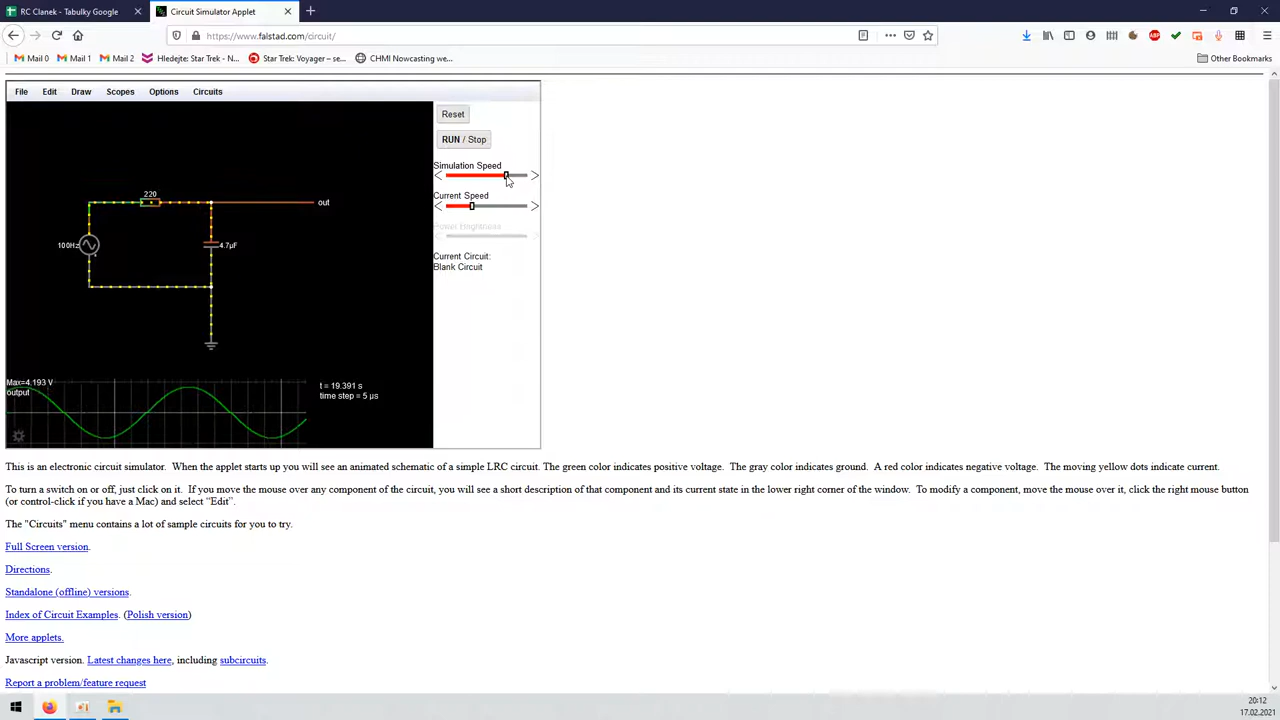 RC Clanek - Tabulky Google
Circuit Simulator Applet
https://www.falstad.com/circuit/
Mail 0
Mail 1
Mail 2
Hledejte: Star Trek - N...
Star Trek: Voyager – se...
CHMI Nowcasting we...
Other Bookmarks
File Edit Draw Scopes Options Circuits
Reset
RUN / Stop
Simulation Speed
Current Speed
Power Brightness
Current Circuit:
Blank Circuit
220
out
100Hz
4.7µF
Max=4.193 V
output
t = 19.391 s
time step = 5 µs
This is an electronic circuit simulator. When the applet starts up you will see an animated schematic of a simple LRC circuit. The green color indicates positive voltage. The gray color indicates ground. A red color indicates negative voltage. The moving yellow dots indicate current.
To turn a switch on or off, just click on it. If you move the mouse over any component of the circuit, you will see a short description of that component and its current state in the lower right corner of the window. To modify a component, move the mouse over it, click the right mouse button
(or control-click if you have a Mac) and select “Edit”.
The "Circuits" menu contains a lot of sample circuits for you to try.
Full Screen version.
Directions.
Standalone (offline) versions.
Index of Circuit Examples. (Polish version)
More applets.
Javascript version. Latest changes here, including subcircuits.
Report a problem/feature request
20:12
17.02.2021